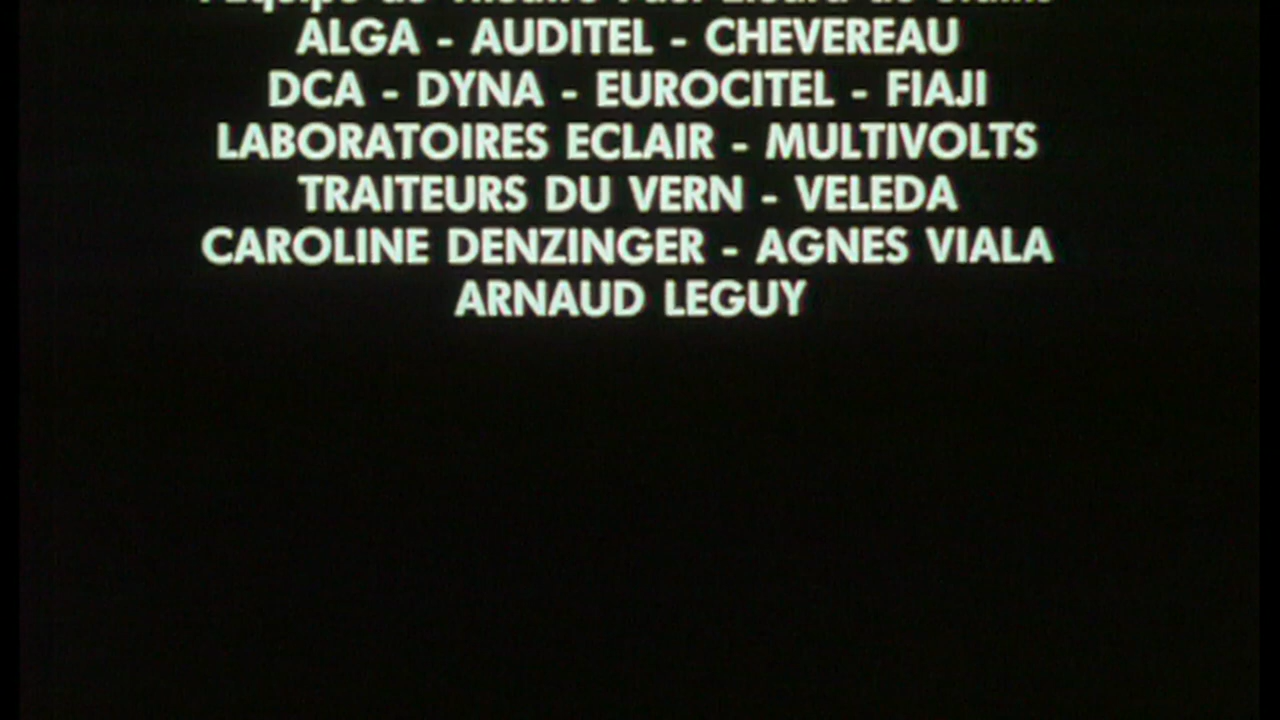 ALGA - AUDITEL - CHEVEREAU
DCA - DYNA - EUROCITEL - FIAJI
LABORATOIRES ECLAIR - MULTIVOLTS
TRAITEURS DU VERN - VELEDA
CAROLINE DENZINGER - AGNES VIALA
ARNAUD LEGUY